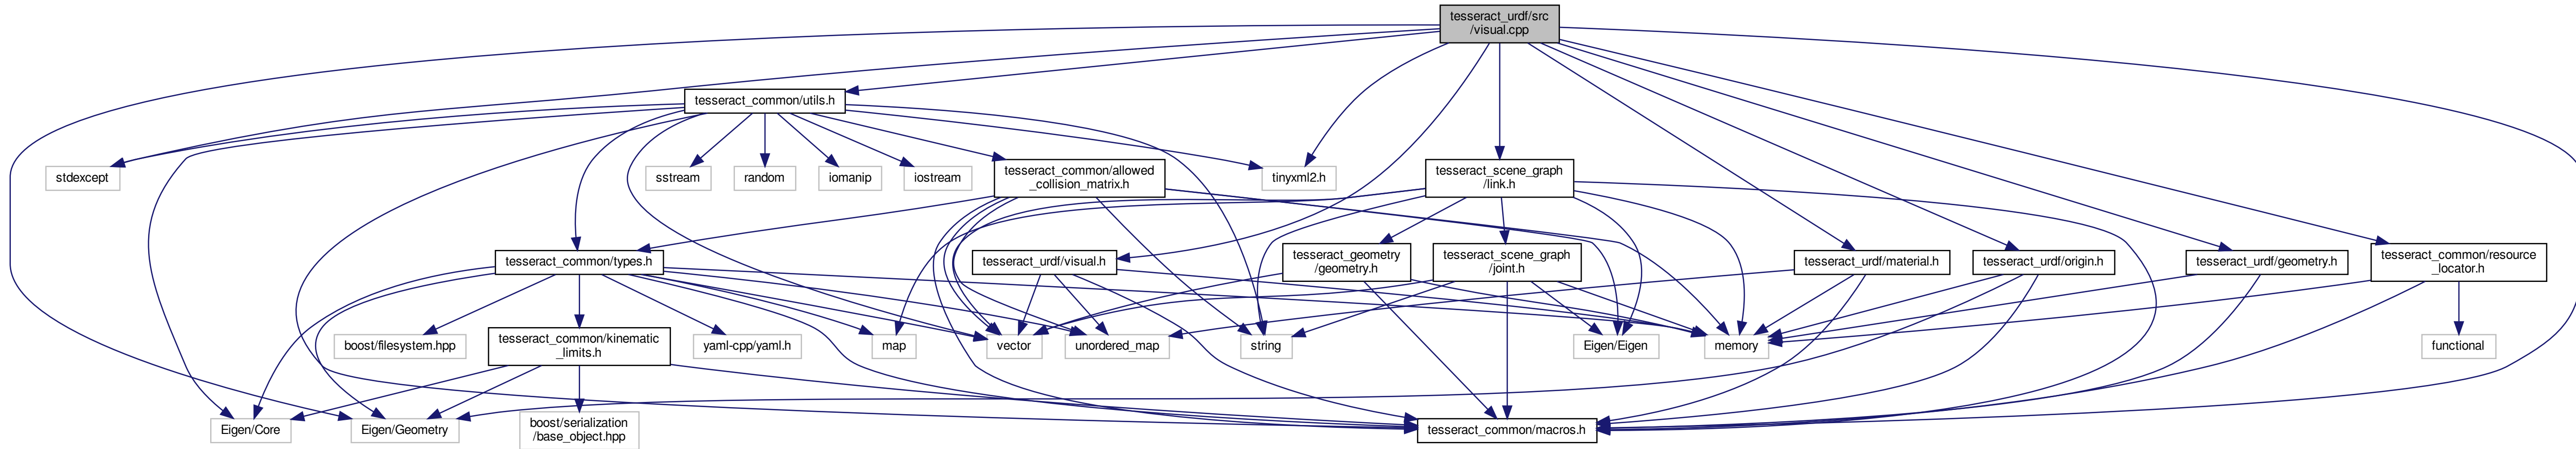 tesseract_urdf/src
/visual.cpp
tesseract_common/utils.h
stdexcept
sstream
random
iomanip
iostream
tesseract_common/allowed
_collision_matrix.h
tinyxml2.h
tesseract_scene_graph
/link.h
tesseract_common/types.h
tesseract_urdf/visual.h
tesseract_geometry
/geometry.h
tesseract_scene_graph
/joint.h
tesseract_urdf/material.h
tesseract_urdf/origin.h
tesseract_urdf/geometry.h
tesseract_common/resource
_locator.h
boost/filesystem.hpp
tesseract_common/kinematic
_limits.h
yaml-cpp/yaml.h
map
vector
unordered_map
string
Eigen/Eigen
memory
functional
Eigen/Core
Eigen/Geometry
boost/serialization
/base_object.hpp
tesseract_common/macros.h